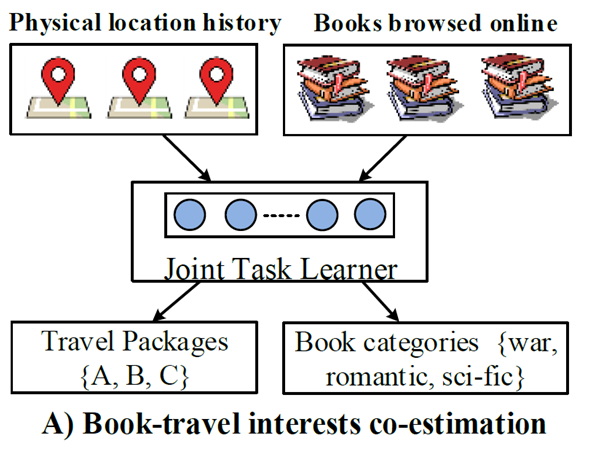 Physical location history
Books browsed online
Joint Task Learner
Travel Packages
{A, B, C}
Book categories {war,
romantic, sci-fic}
A) Book-travel interests co-estimation